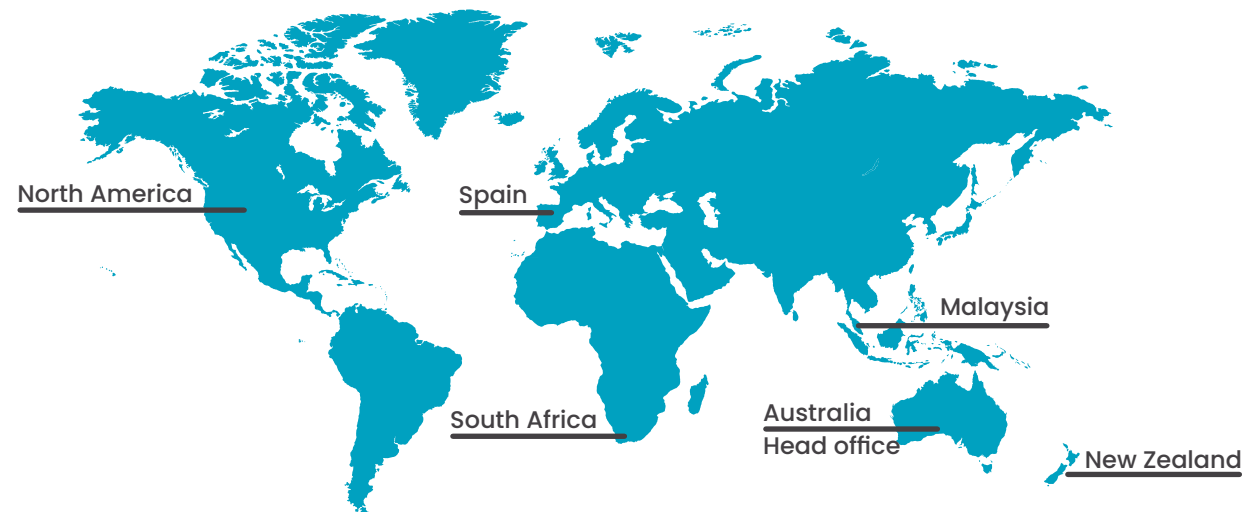 North America
Spain
Malaysia
South Africa
Australia
Head office
New Zealand